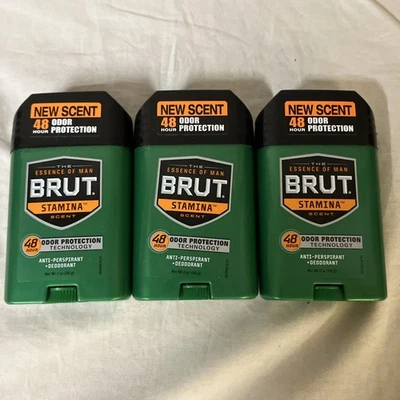 NEW SCENT
48 HOUR ODOR PROTECTION
THE
ESSENCE OF MAN
BRUT
STAMINA™
SCENT
48 HOUR ODOR PROTECTION
TECHNOLOGY
ANTI-PERSPIRANT
+DEODORANT
NEW SCENT
48 HOUR ODOR PROTECTION
THE
ESSENCE OF MAN
BRUT
STAMINA™
SCENT
48 HOUR ODOR PROTECTION
TECHNOLOGY
ANTI-PERSPIRANT
+DEODORANT
NEW SCENT
48 HOUR ODOR PROTECTION
THE
ESSENCE OF MAN
BRUT
STAMINA™
SCENT
48 HOUR ODOR PROTECTION
TECHNOLOGY
ANTI-PERSPIRANT
+DEODORANT